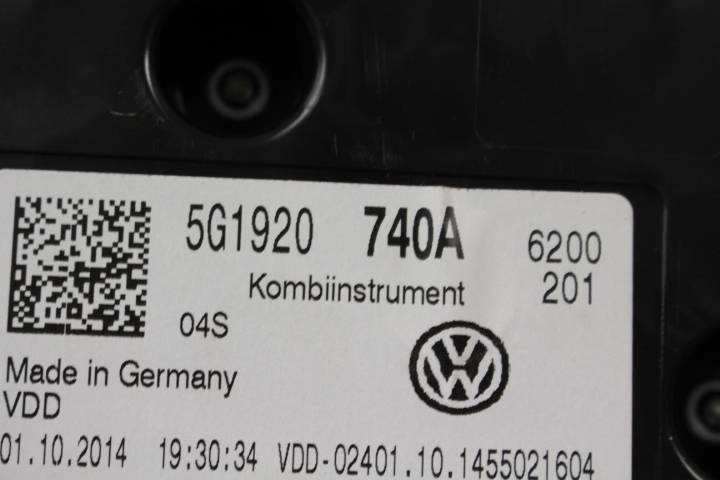 5G1920 740A 6200
Kombiinstrument 201
04S
Made in Germany
VDD
01.10.2014 19:30:34 VDD-02401.10.1455021604